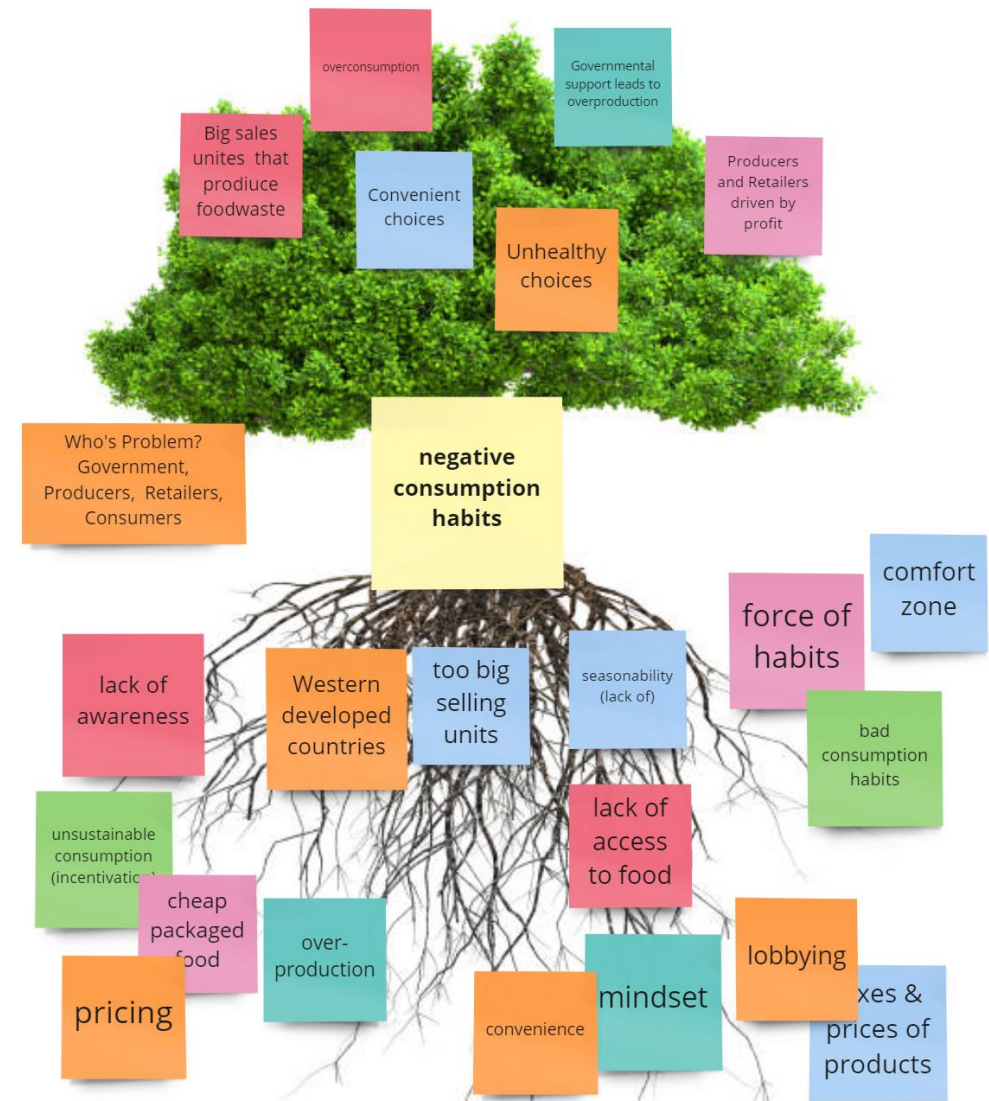 overconsumption
Governmental
support leads to
overproduction
Big sales
unites that
prodiuce
foodwaste
Convenient
choices
Producers
and Retailers
driven by
profit
Unhealthy
choices
Who's Problem?
Government,
Producers, Retailers,
Consumers
negative
consumption
habits
comfort
zone
force of
habits
lack of
awareness
Western
developed
countries
too big
selling
units
seasonability
(lack of)
bad
consumption
habits
unsustainable
consumption
(incentivation)
lack of
access
to food
cheap
packaged
food
over-
production
pricing
convenience
mindset
lobbying
xes &
prices of
products